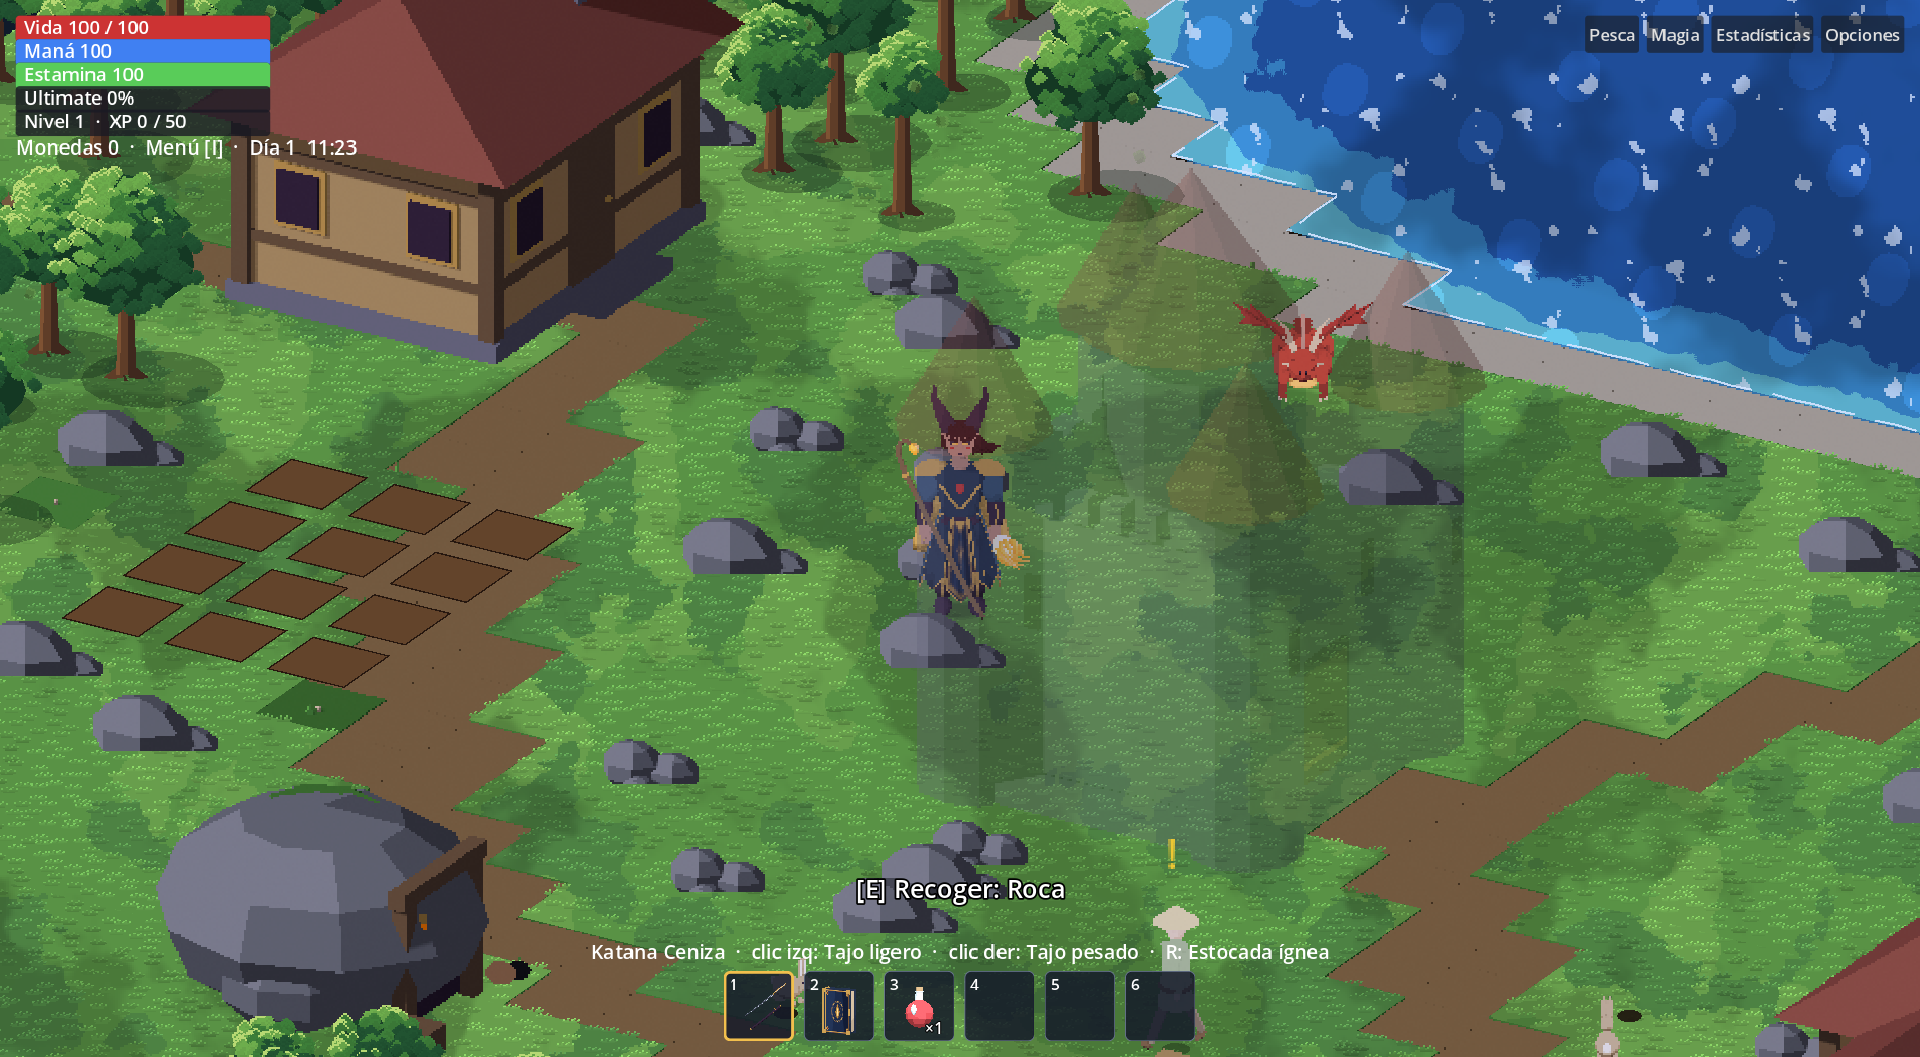 Vida 100 / 100
Maná 100
Estamina 100
Ultimate 0%
Nivel 1 · XP 0 / 50
Monedas 0 · Menú [I] · Día 1 11:23
Pesca Magia Estadísticas Opciones
!
[E] Recoger: Roca
Katana Ceniza · clic izq: Tajo ligero · clic der: Tajo pesado · R: Estocada ígnea
1 2 3 4 5 6
×1